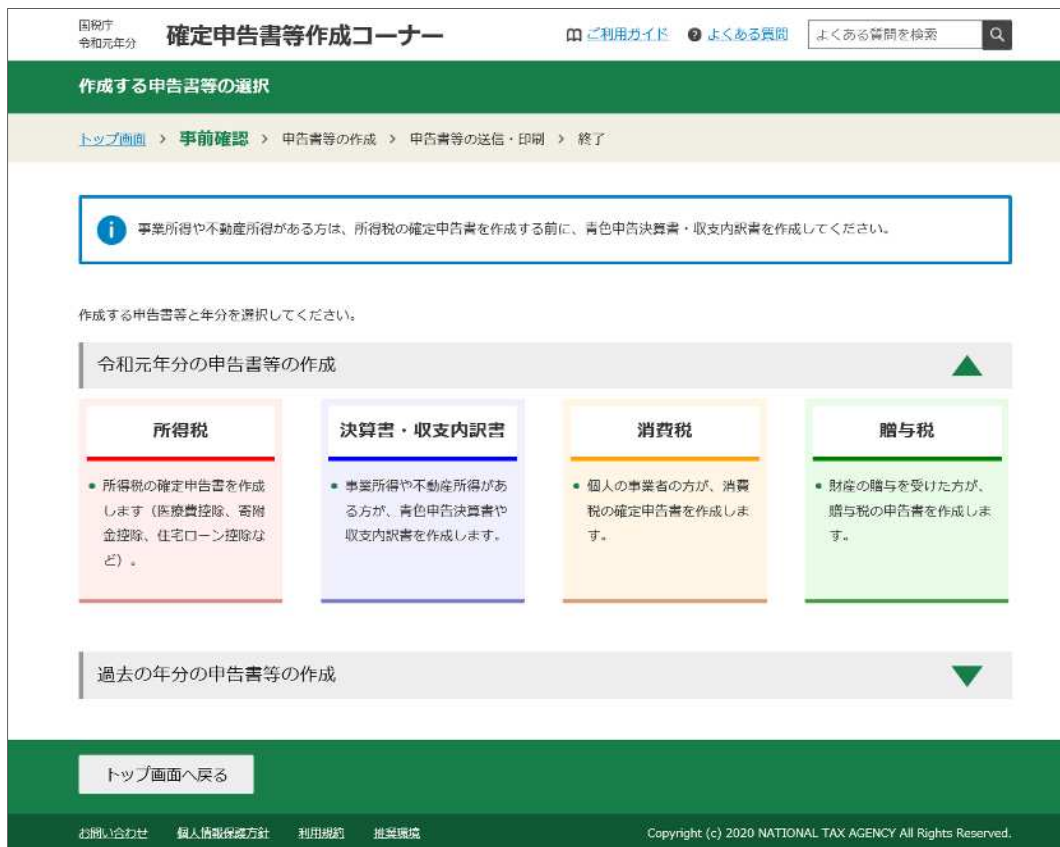 国税庁
令和元年分
確定申告書等作成コーナー
ご利用ガイド
よくある質問
よくある質問を検索
作成する申告書等の選択
トップ画面 > 事前確認 > 申告書等の作成 > 申告書等の送信・印刷 > 終了
事業所得や不動産所得がある方は、所得税の確定申告書を作成する前に、青色申告決算書・収支内訳書を作成してください。
作成する申告書等と年分を選択してください。
令和元年分の申告書等の作成
所得税
• 所得税の確定申告書を作成
します（医療費控除、寄附
金控除、住宅ローン控除な
ど）。
決算書・収支内訳書
• 事業所得や不動産所得があ
る方が、青色申告決算書や
収支内訳書を作成します。
消費税
• 個人の事業者の方が、消費
税の確定申告書を作成しま
す。
贈与税
• 財産の贈与を受けた方が、
贈与税の申告書を作成しま
す。
過去の年分の申告書等の作成
トップ画面へ戻る
お問い合わせ 個人情報保護方針 利用規約 推奨環境
Copyright (c) 2020 NATIONAL TAX AGENCY All Rights Reserved.